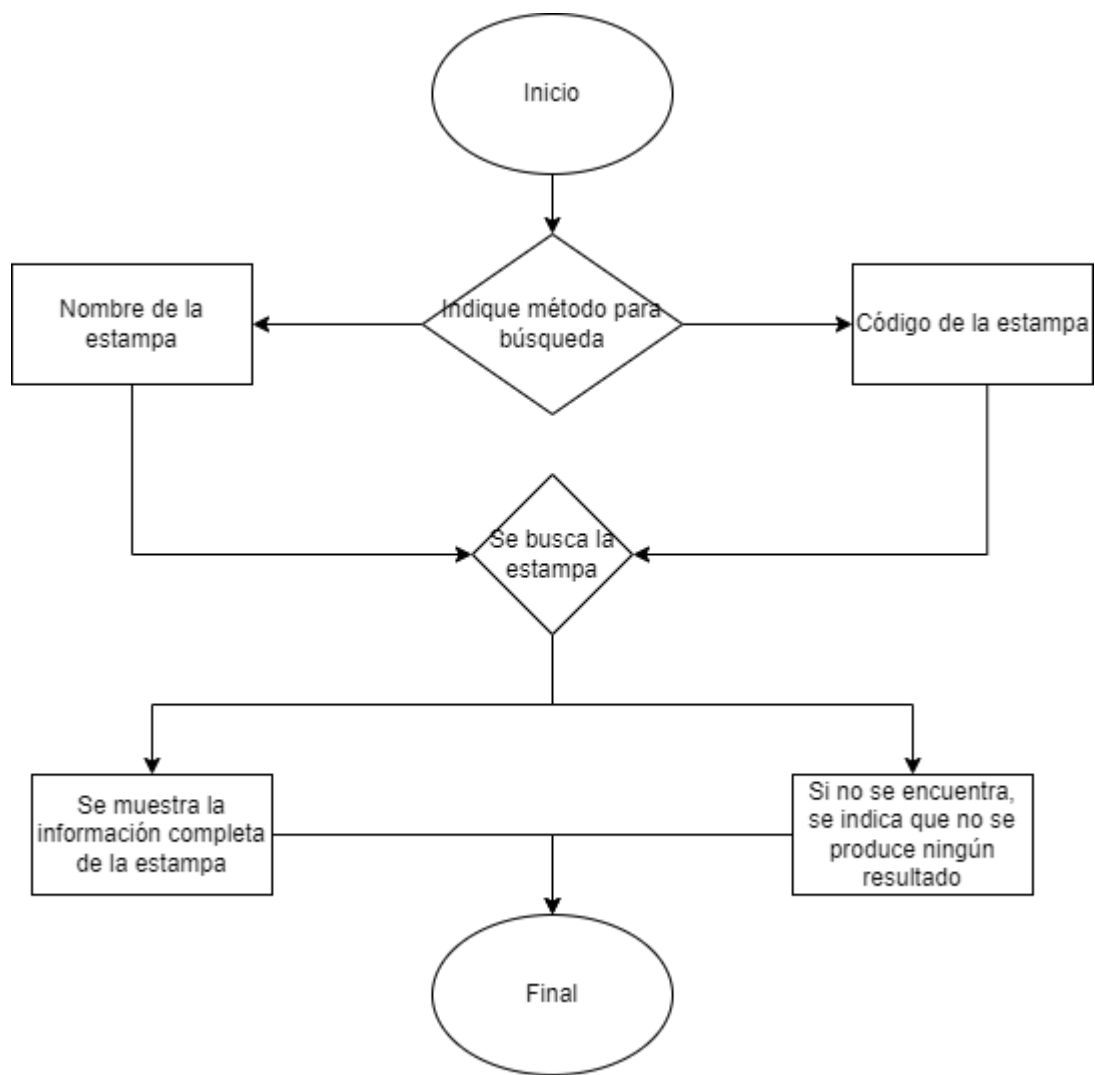 Inicio
Indique método para
búsqueda
Nombre de la
estampa
Código de la estampa
Se busca la
estampa
Se muestra la
información completa
de la estampa
Si no se encuentra,
se indica que no se
produce ningún
resultado
Final